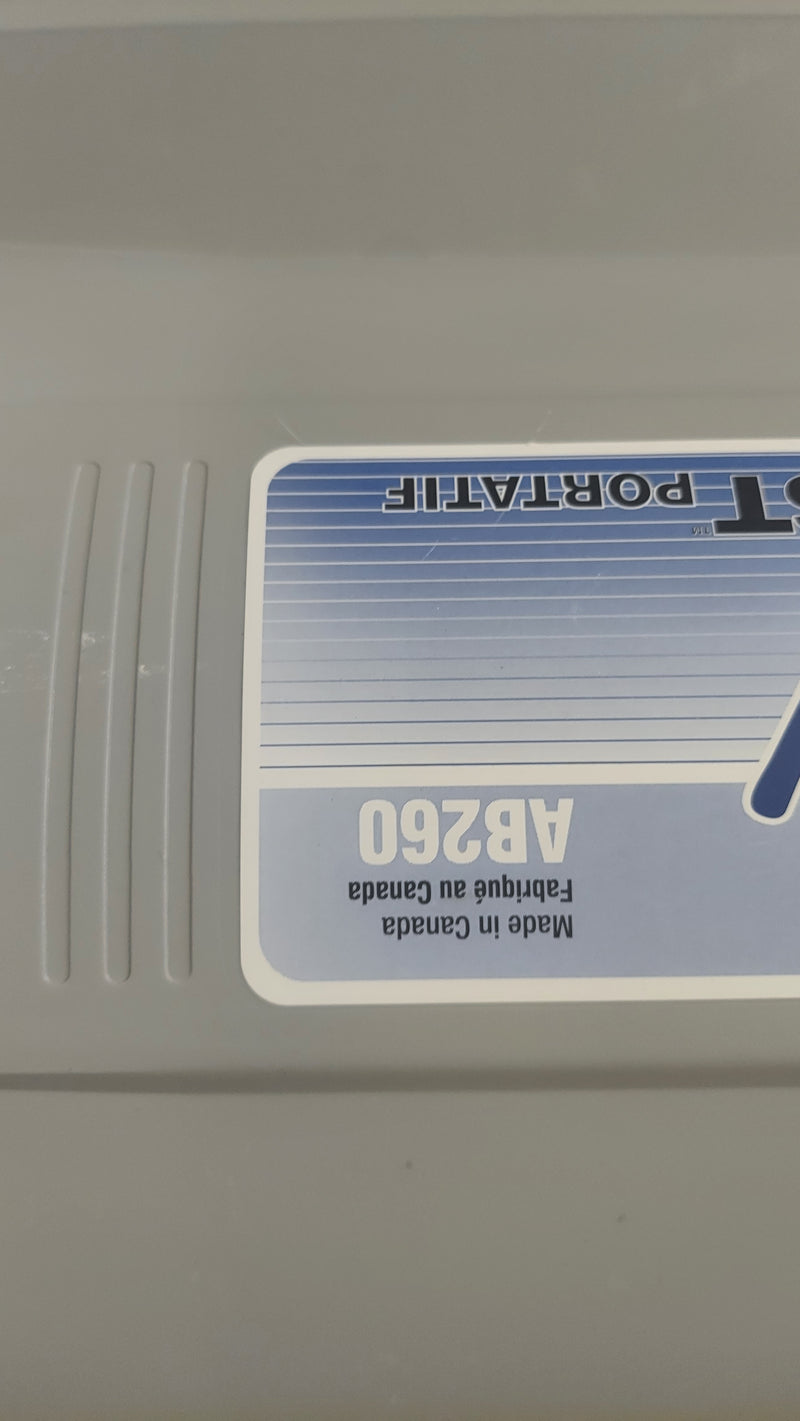 Made in Canada
Fabriqué au Canada
AB260
PORTATIF